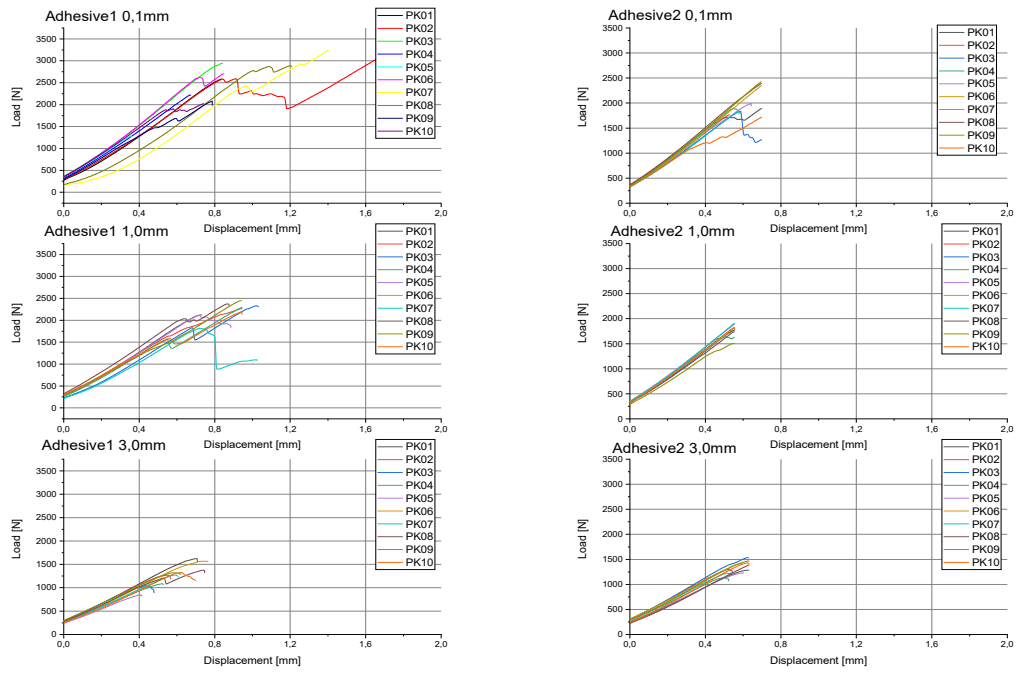 Adhesive1 0,1mm
PK01
PK02
PK03
PK04
PK05
PK06
PK07
PK08
PK09
PK10
3500
3000
2500
2000
1500
1000
500
0
Load [N]
0,0 0,4 0,8 1,2 1,6 2,0
Displacement [mm]
Adhesive2 0,1mm
PK01
PK02
PK03
PK04
PK05
PK06
PK07
PK08
PK09
PK10
3500
3000
2500
2000
1500
1000
500
0
Load [N]
0,0 0,4 0,8 1,2 1,6 2,0
Displacement [mm]
Adhesive1 1,0mm
PK01
PK02
PK03
PK04
PK05
PK06
PK07
PK08
PK09
PK10
3500
3000
2500
2000
1500
1000
500
0
Load [N]
0,0 0,4 0,8 1,2 1,6 2,0
Displacement [mm]
Adhesive2 1,0mm
PK01
PK02
PK03
PK04
PK05
PK06
PK07
PK08
PK09
PK10
3500
3000
2500
2000
1500
1000
500
0
Load [N]
0,0 0,4 0,8 1,2 1,6 2,0
Displacement [mm]
Adhesive1 3,0mm
PK01
PK02
PK03
PK04
PK05
PK06
PK07
PK08
PK09
PK10
3500
3000
2500
2000
1500
1000
500
0
Load [N]
0,0 0,4 0,8 1,2 1,6 2,0
Displacement [mm]
Adhesive2 3,0mm
PK01
PK02
PK03
PK04
PK05
PK06
PK07
PK08
PK09
PK10
3500
3000
2500
2000
1500
1000
500
0
Load [N]
0,0 0,4 0,8 1,2 1,6 2,0
Displacement [mm]